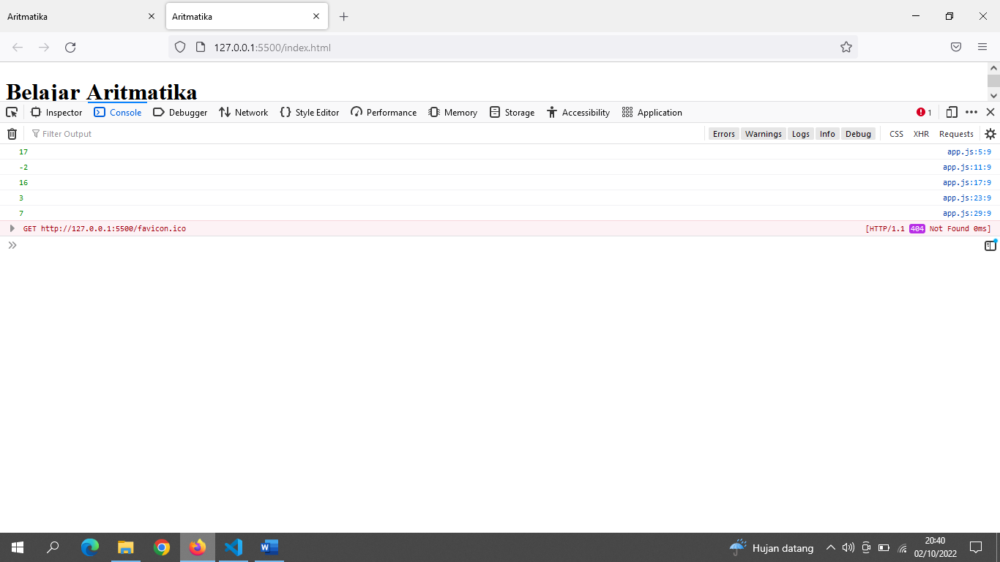 Aritmatika
Aritmatika
127.0.0.1:5500/index.html
Belajar Aritmatika
Inspector Console Debugger Network Style Editor Performance Memory Storage Accessibility Application 1
Filter Output Errors Warnings Logs Info Debug CSS XHR Requests
17 app.js:5:9
-2 app.js:11:9
16 app.js:17:9
3 app.js:23:9
7 app.js:29:9
GET http://127.0.0.1:5500/favicon.ico [HTTP/1.1 404 Not Found 0ms]
Hujan datang
20:40
02/10/2022